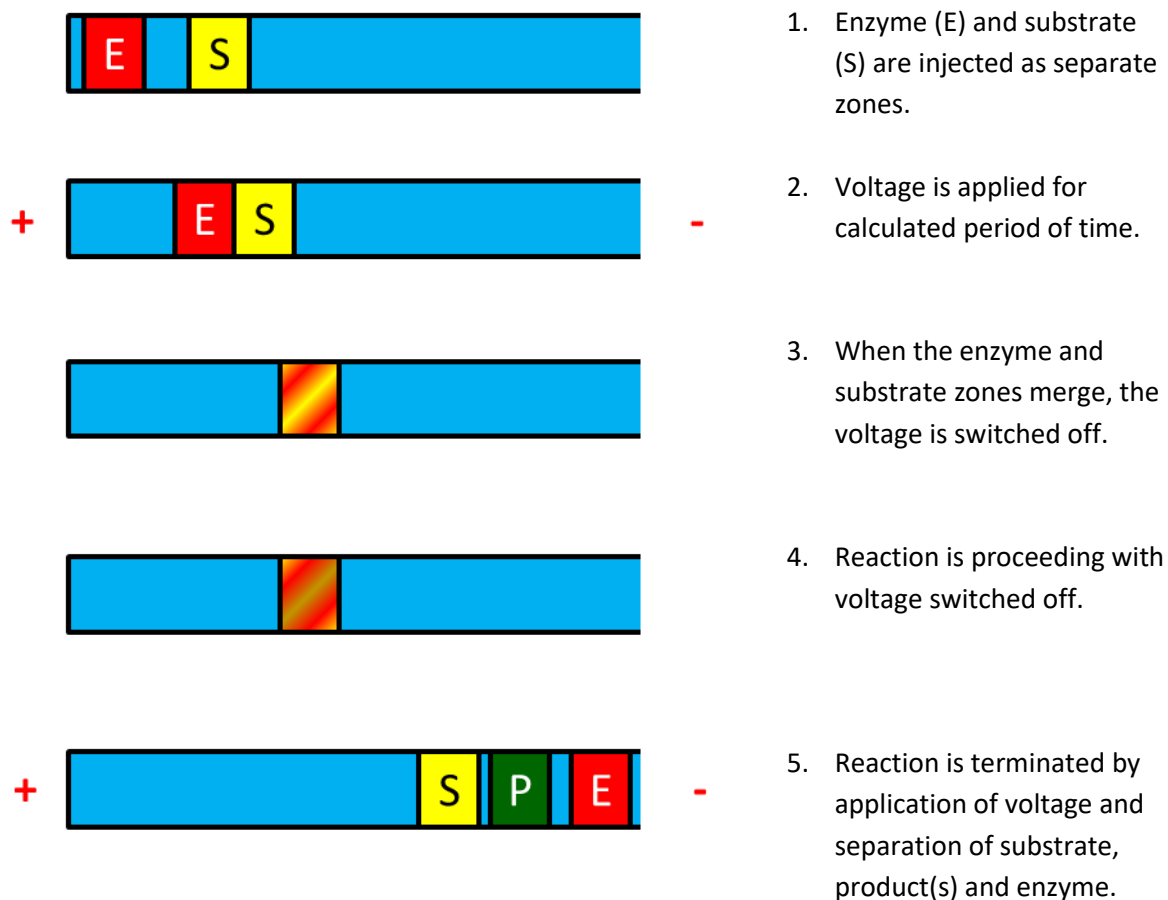 E S
1. Enzyme (E) and substrate
(S) are injected as separate
zones.
+ E S -
2. Voltage is applied for
calculated period of time.
3. When the enzyme and
substrate zones merge, the
voltage is switched off.
4. Reaction is proceeding with
voltage switched off.
+ S P E -
5. Reaction is terminated by
application of voltage and
separation of substrate,
product(s) and enzyme.